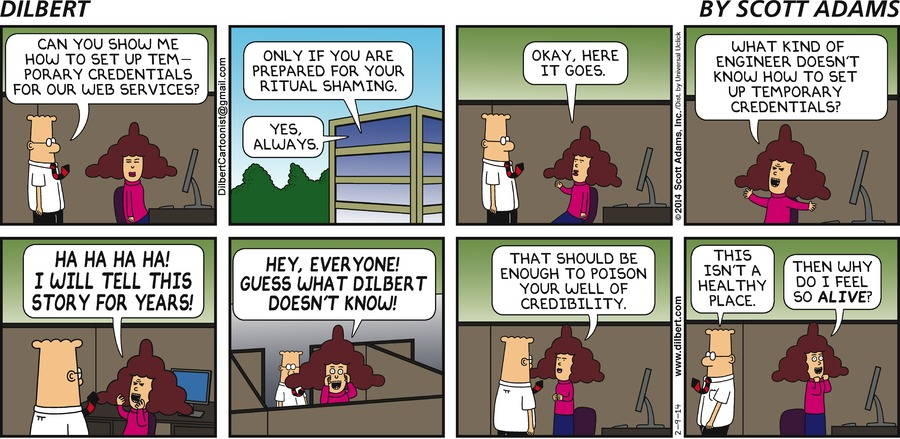 DILBERT
BY SCOTT ADAMS
CAN YOU SHOW ME
HOW TO SET UP TEM-
PORARY CREDENTIALS
FOR OUR WEB SERVICES?
DilbertCartoonist@gmail.com
ONLY IF YOU ARE
PREPARED FOR YOUR
RITUAL SHAMING.
YES,
ALWAYS.
OKAY, HERE
IT GOES.
©2014 Scott Adams, Inc. /Dist. by Universal Uclick
WHAT KIND OF
ENGINEER DOESN'T
KNOW HOW TO SET
UP TEMPORARY
CREDENTIALS?
HA HA HA HA!
I WILL TELL THIS
STORY FOR YEARS!
HEY, EVERYONE!
GUESS WHAT DILBERT
DOESN'T KNOW!
THAT SHOULD BE
ENOUGH TO POISON
YOUR WELL OF
CREDIBILITY.
2-9-14 www.dilbert.com
THIS
ISN'T A
HEALTHY
PLACE.
THEN WHY
DO I FEEL
SO ALIVE?